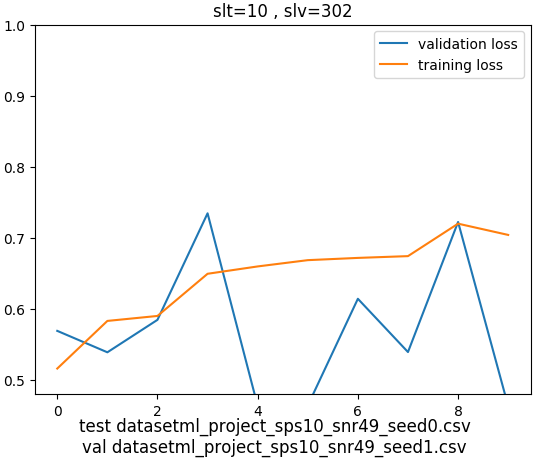 slt=10 , slv=302
1.0
validation loss
training loss
0.9
0.8
0.7
0.6
0.5
0 2 4 6 8
test datasetml_project_sps10_snr49_seed0.csv
val datasetml_project_sps10_snr49_seed1.csv